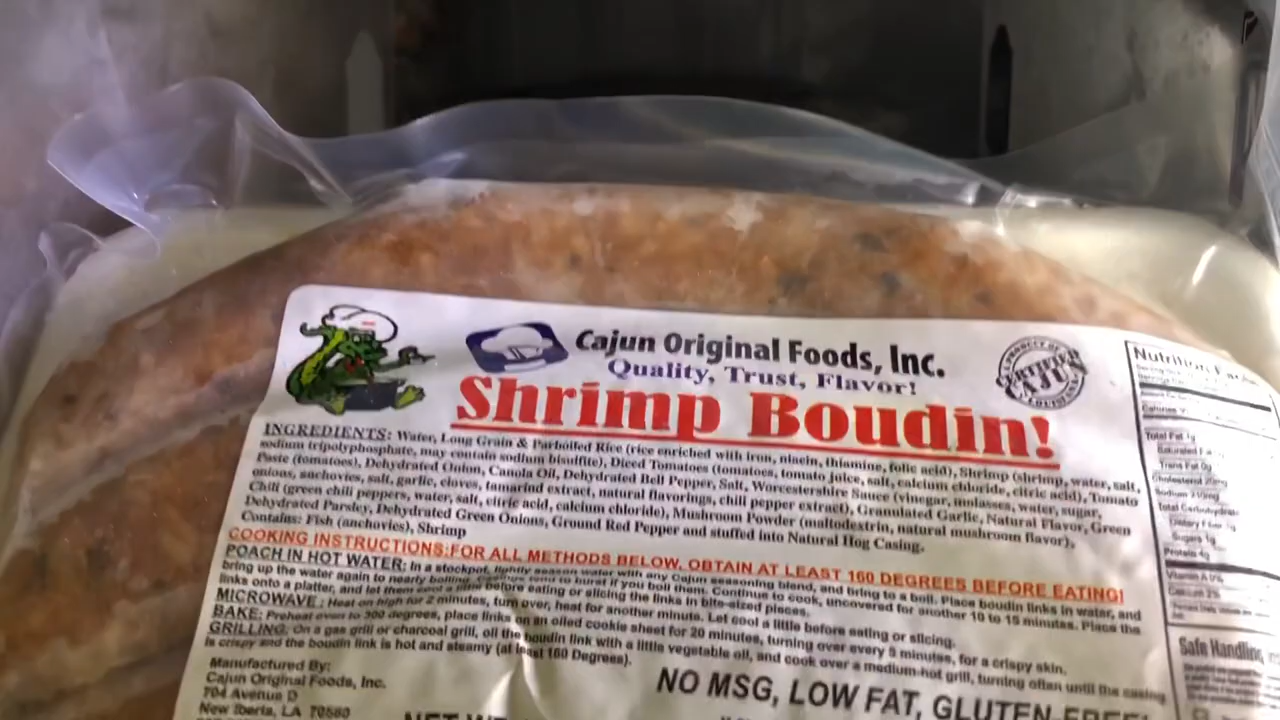 Cajun Original Foods, Inc.
Quality, Trust, Flavor!
PRODUCT OF
CERTIFIED
CAJUN
LOUISIANA
Shrimp Boudin!
INGREDIENTS: Water, Long Grain & Parboiled Rice (rice enriched with iron, niacin, thiamine, folic acid), Shrimp (shrimp, water, salt,
sodium tripolyphosphate, may contain sodium bisulfite), Diced Tomatoes (tomatoes, tomato juice, salt, calcium chloride, citric acid), Tomato
Paste (tomatoes), Dehydrated Onion, Canola Oil, Dehydrated Bell Pepper, Salt, Worcestershire Sauce (vinegar, molasses, water, sugar,
onions, anchovies, salt, garlic, cloves, tamarind extract, natural flavorings, chili pepper extract), Granulated Garlic, Natural Flavor, Green
Chili (green chili peppers, water, salt, citric acid, calcium chloride), Mushroom Powder (maltodextrin, natural mushroom flavor),
Dehydrated Parsley, Dehydrated Green Onions, Ground Red Pepper and stuffed into Natural Hog Casing.
Contains: Fish (anchovies), Shrimp
COOKING INSTRUCTIONS:FOR ALL METHODS BELOW, OBTAIN AT LEAST 160 DEGREES BEFORE EATING!
POACH IN HOT WATER: In a stockpot, lightly season water with any Cajun seasoning blend, and bring to a boil. Place boudin links in water, and
bring up the water again to nearly boiling. Casings tend to burst if you boil them. Continue to cook, uncovered for another 10 to 15 minutes. Place the
links onto a platter, and let them cool a little before eating or slicing the links in bite-sized pieces.
MICROWAVE: Heat on high for 2 minutes, turn over, heat for another minute. Let cool a little before eating or slicing.
BAKE: Preheat oven to 300 degrees, place links on an oiled cookie sheet for 20 minutes, turning over every 5 minutes, for a crispy skin.
GRILLING: On a gas grill or charcoal grill, oil the boudin link with a little vegetable oil, and cook over a medium-hot grill, turning often until the casing
is crispy and the boudin link is hot and steamy (at least 160 Degrees).
Manufactured By:
Cajun Original Foods, Inc.
704 Avenue D
New Iberia, LA 70560
NO MSG, LOW FAT, GLUTEN-FREE!
NET WT
Nutrition Facts
Calories
Total Fat 1g
Saturated Fat
Trans Fat 0g
Cholesterol 20mg
Sodium
Total Carbohydrate
Dietary Fiber 1g
Sugars 1g
Protein 4g
Vitamin A 0%
Calcium 2%
Safe Handling